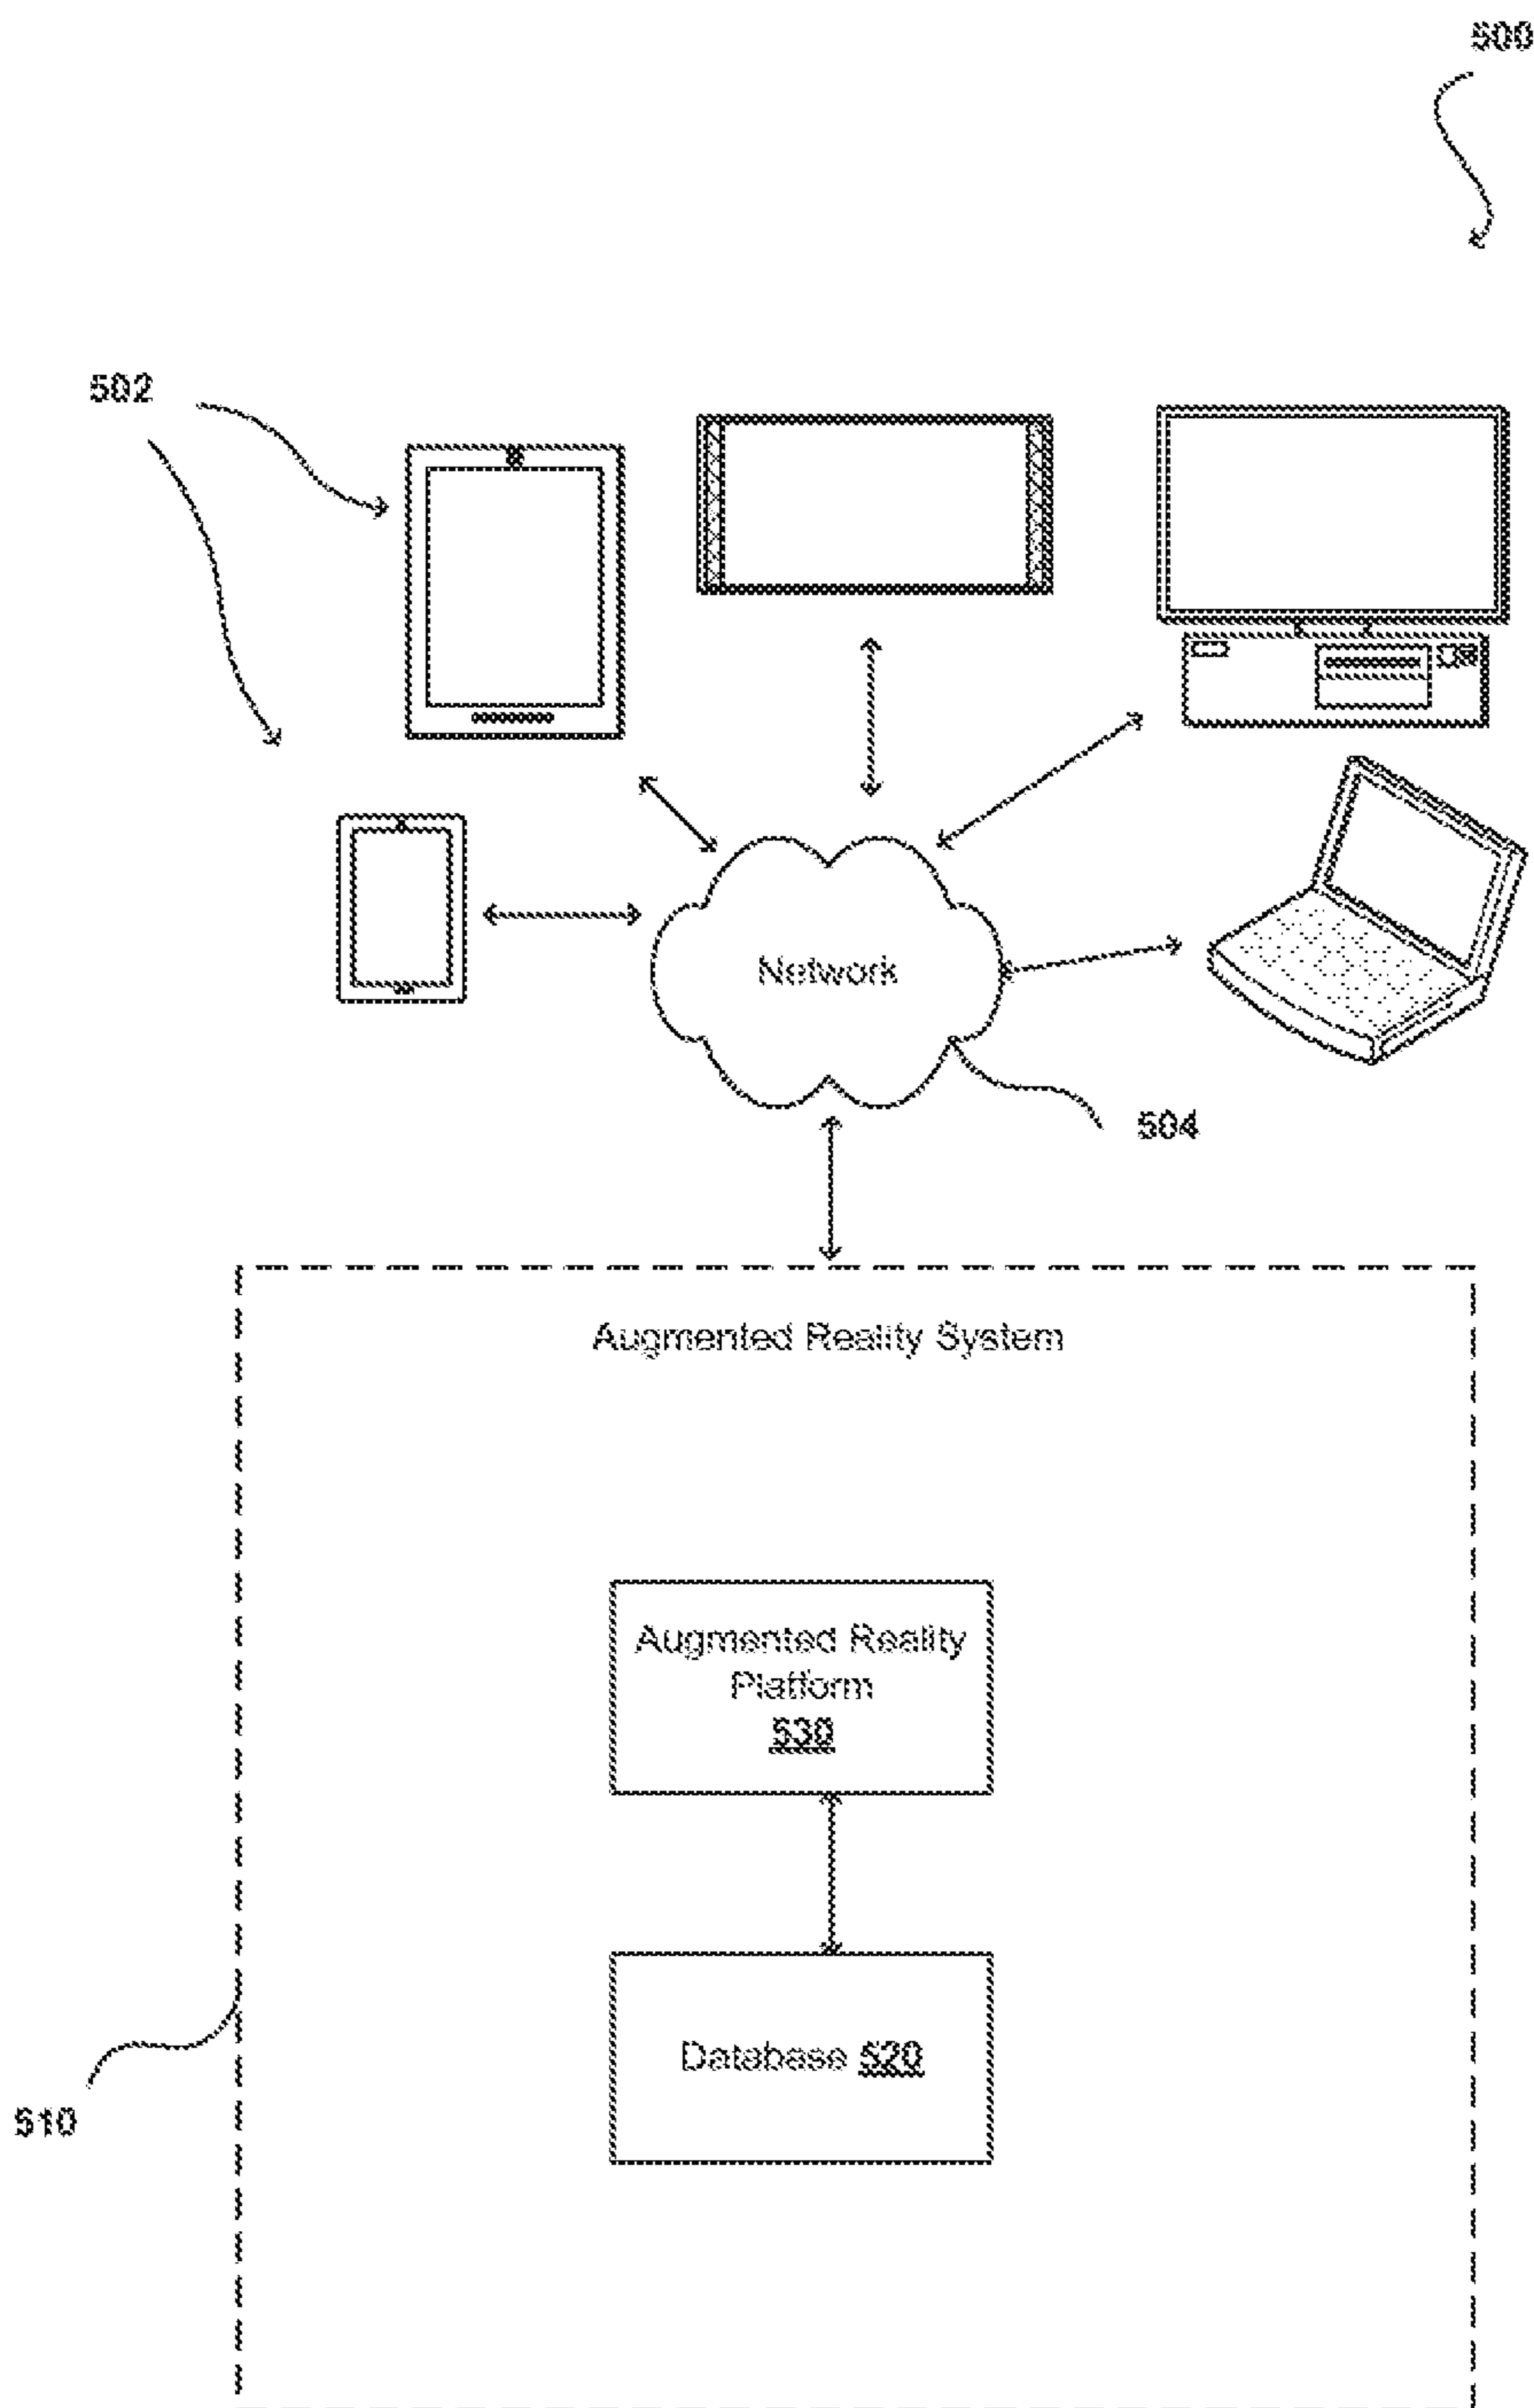 500
502
Network
504
Augmented Reality System
Augmented Reality
Platform
530
Database 520
510